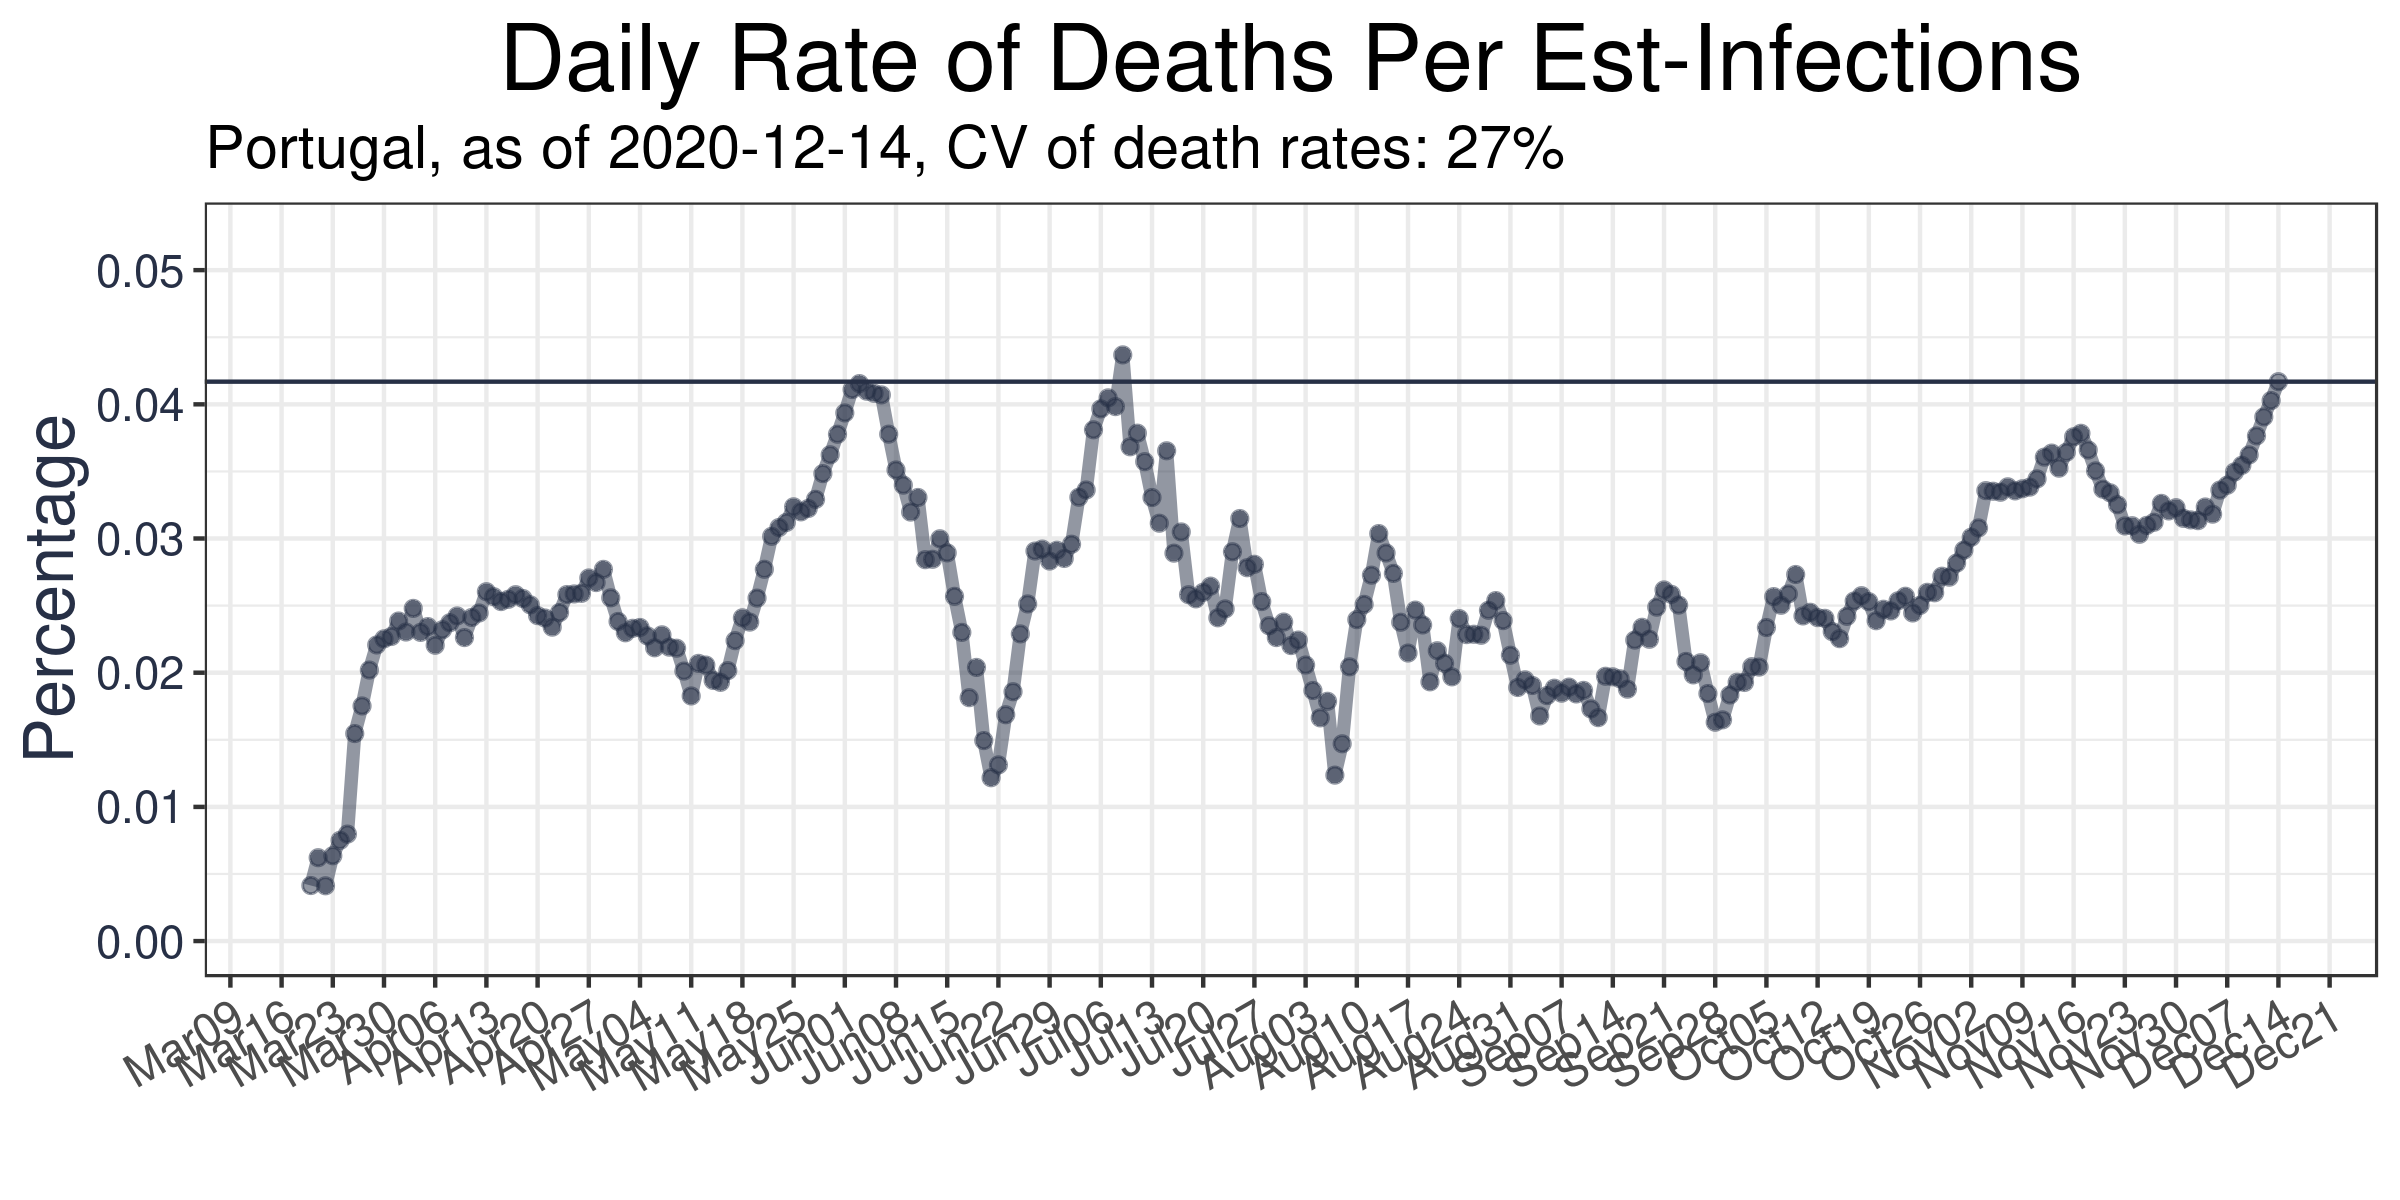 Daily Rate of Deaths Per Est-Infections
Portugal, as of 2020-12-14, CV of death rates: 27%
Percentage
0.05
0.04
0.03
0.02
0.01
0.00
Mar09
Mar16
Mar23
Mar30
Apr06
Apr13
Apr20
Apr27
May04
May11
May18
May25
Jun01
Jun08
Jun15
Jun22
Jun29
Jul06
Jul13
Jul20
Jul27
Aug03
Aug10
Aug17
Aug24
Aug31
Sep07
Sep14
Sep21
Sep28
Oct05
Oct12
Oct19
Oct26
Nov02
Nov09
Nov16
Nov23
Nov30
Dec07
Dec14
Dec21